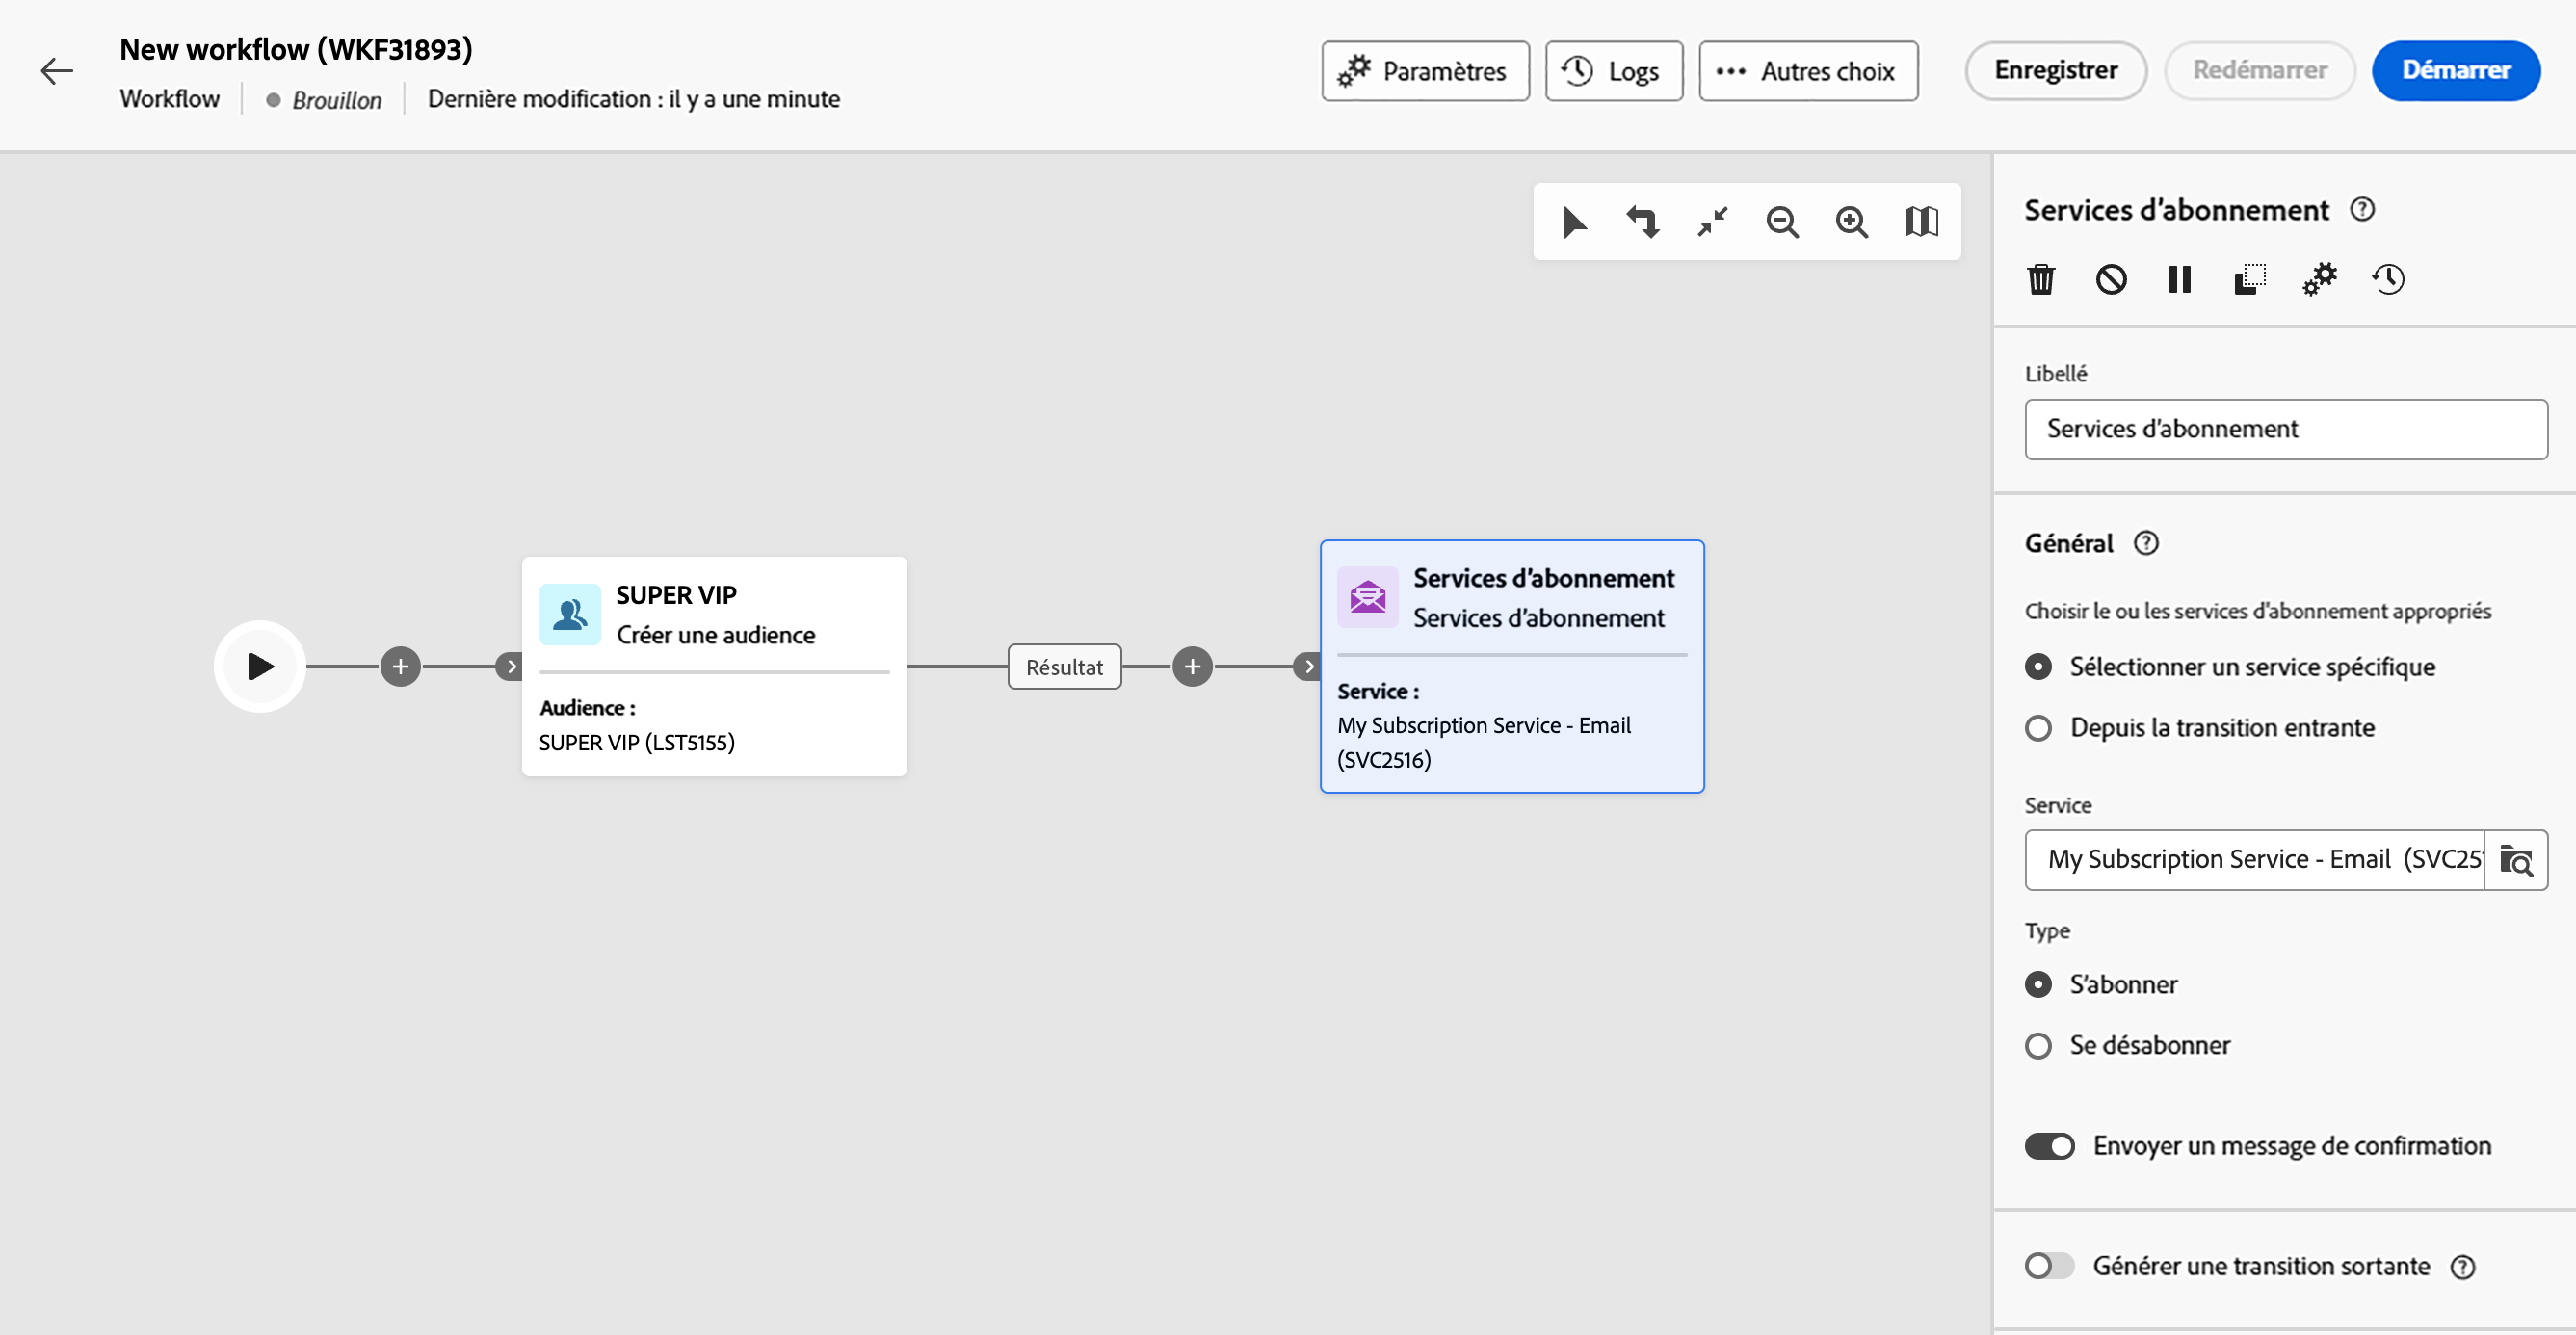 New workflow (WKF31893)
Workflow
Brouillon
Dernière modification : il y a une minute
Paramètres
Logs
Autres choix
Enregistrer
Redémarrer
Démarrer
SUPER VIP
Créer une audience
Audience :
SUPER VIP (LST5155)
Résultat
Services d'abonnement
Services d'abonnement
Service :
My Subscription Service - Email
(SVC2516)
Services d'abonnement
Libellé
Services d'abonnement
Général
Choisir le ou les services d'abonnement appropriés
Sélectionner un service spécifique
Depuis la transition entrante
Service
My Subscription Service - Email (SVC25
Type
S'abonner
Se désabonner
Envoyer un message de confirmation
Générer une transition sortante